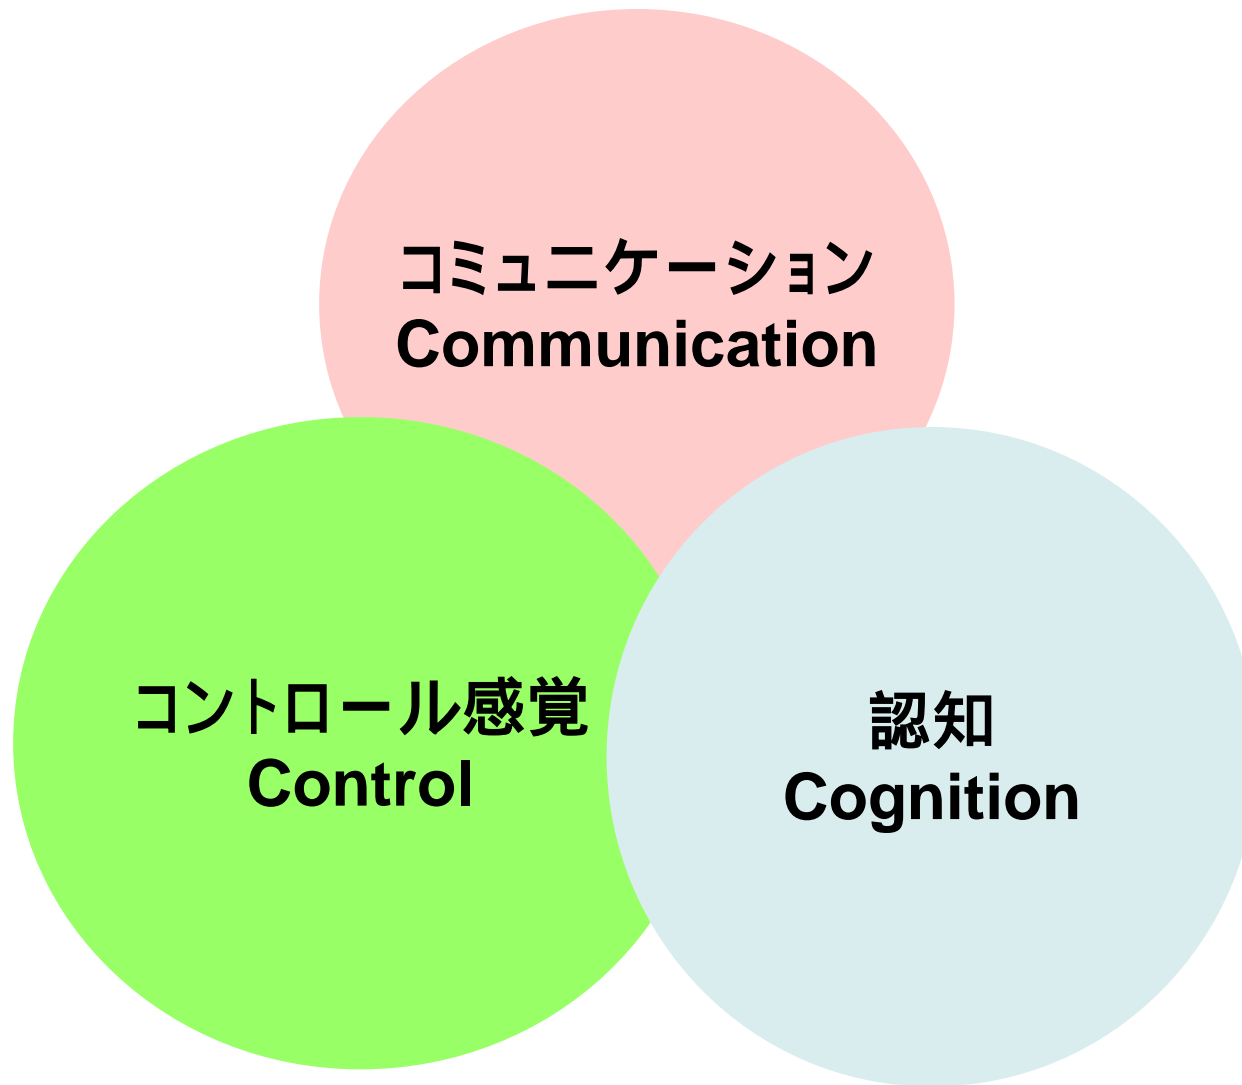 コミュニケーション
Communication
コントロール感覚
Control
認知
Cognition